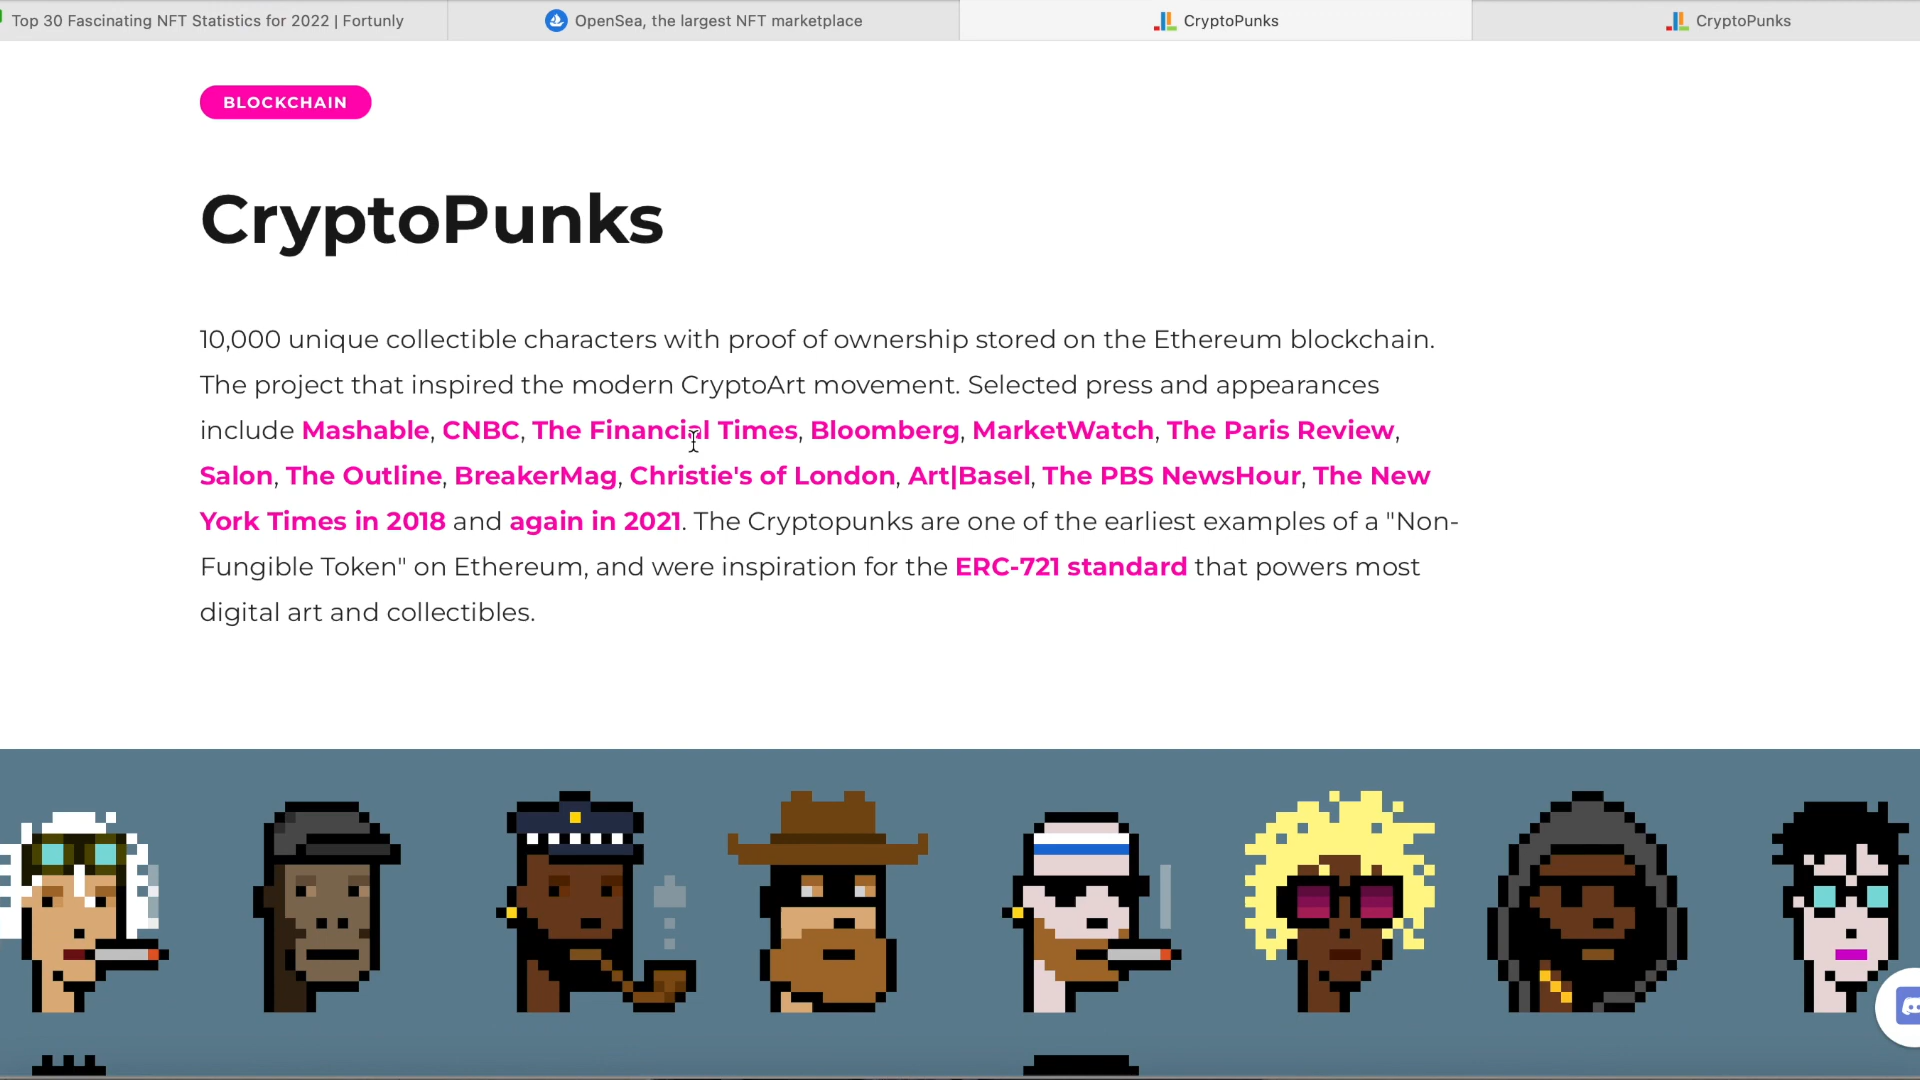 Top 30 Fascinating NFT Statistics for 2022 | Fortunly
OpenSea, the largest NFT marketplace
CryptoPunks
CryptoPunks
BLOCKCHAIN
CryptoPunks
10,000 unique collectible characters with proof of ownership stored on the Ethereum blockchain.
The project that inspired the modern CryptoArt movement. Selected press and appearances
include Mashable, CNBC, The Financial Times, Bloomberg, MarketWatch, The Paris Review,
Salon, The Outline, BreakerMag, Christie's of London, Art|Basel, The PBS NewsHour, The New
York Times in 2018 and again in 2021. The Cryptopunks are one of the earliest examples of a "Non-
Fungible Token" on Ethereum, and were inspiration for the ERC-721 standard that powers most
digital art and collectibles.